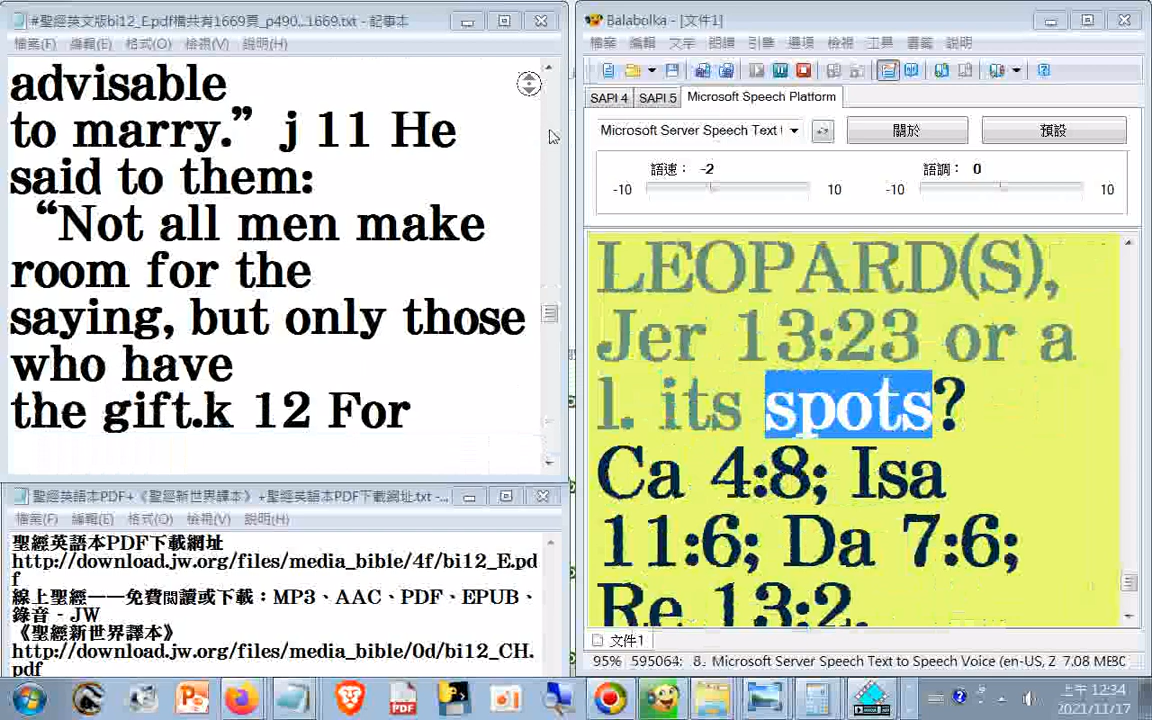 #聖經英文版bi12_E.pdf檔共有1669頁_p490,..1669.txt - 記事本
檔案(F) 編輯(E) 格式(O) 檢視(V) 說明(H)
advisable
to marry.” j 11 He
said to them:
“Not all men make
room for the
saying, but only those
who have
the gift.k 12 For
聖經英語本PDF+《聖經新世界譯本》+聖經英語本PDF下載網址.txt -...
檔案(F) 編輯(E) 格式(O) 檢視(V) 說明(H)
聖經英語本PDF下載網址
http://download.jw.org/files/media_bible/4f/bi12_E.pd
f
線上聖經——免費閱讀或下載：MP3、AAC、PDF、EPUB、
錄音 - JW
《聖經新世界譯本》
http://download.jw.org/files/media_bible/0d/bi12_CH.
pdf
Balabolka - [文件1]
檔案 編輯 文字 朗讀 引擎 選項 檢視 工具 書籤 說明
SAPI 4 SAPI 5 Microsoft Speech Platform
Microsoft Server Speech Text 關於 預設
語速： -2 語調： 0
-10 10 -10 10
LEOPARD(S),
Jer 13:23 or a
l. its spots?
Ca 4:8; Isa
11:6; Da 7:6;
Re 13:2.
文件1
95% 595064: 8 Microsoft Server Speech Text to Speech Voice (en-US, Z 7.08 MB
PDF
上午 12:34
2021/11/17